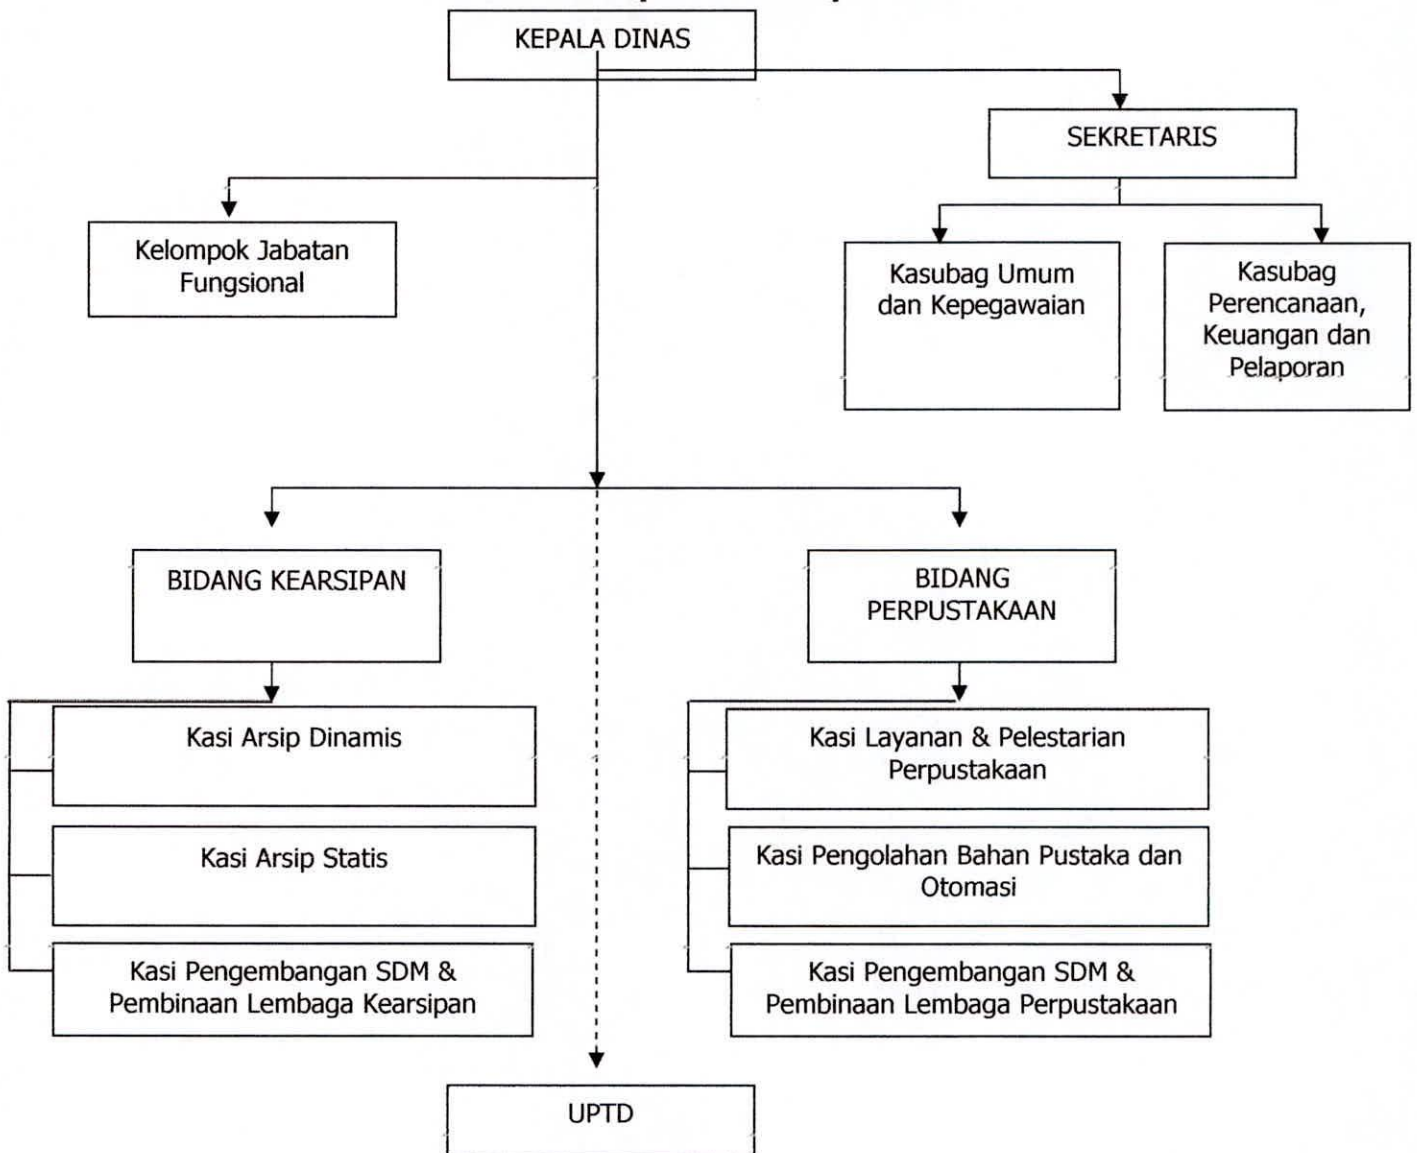 KEPALA DINAS
SEKRETARIS
Kelompok Jabatan
Fungsional
Kasubag Umum
dan Kepegawaian
Kasubag
Perencanaan,
Keuangan dan
Pelaporan
BIDANG KEARSIPAN
BIDANG
PERPUSTAKAAN
Kasi Arsip Dinamis
Kasi Layanan & Pelestarian
Perpustakaan
Kasi Arsip Statis
Kasi Pengolahan Bahan Pustaka dan
Otomasi
Kasi Pengembangan SDM &
Pembinaan Lembaga Kearsipan
Kasi Pengembangan SDM &
Pembinaan Lembaga Perpustakaan
UPTD